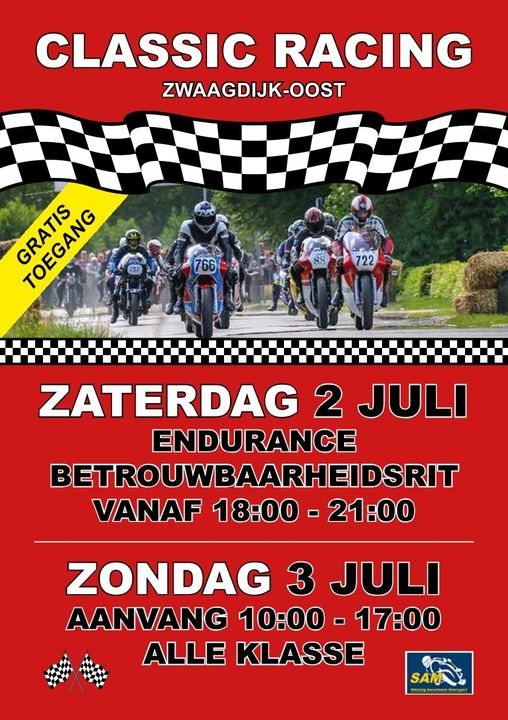 CLASSIC RACING
ZWAAGDIJK-OOST
GRATIS
TOEGANG
797
766
88
722
ZATERDAG 2 JULI
ENDURANCE
BETROUWBAARHEIDSRIT
VANAF 18:00 - 21:00
ZONDAG 3 JULI
AANVANG 10:00 - 17:00
ALLE KLASSE
SAM